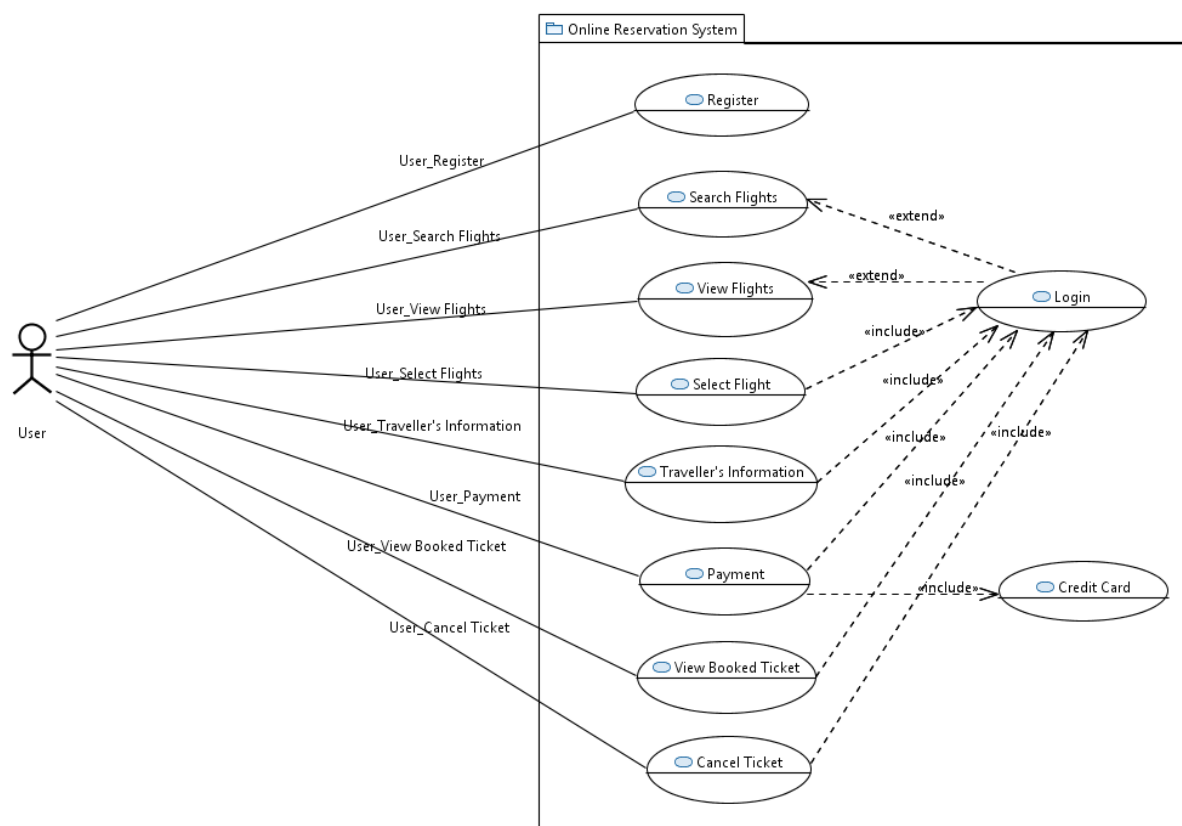 Online Reservation System
Register
User_Register
Search Flights
«extend»
User_Search Flights
«extend»
View Flights
Login
User_View Flights
«include»
User_Select Flights
Select Flight
«include»
User
User_Traveller's Information
«include»
«include»
Traveller's Information
«include»
User_Payment
User_View Booked Ticket
Payment
«include»
Credit Card
User_Cancel Ticket
View Booked Ticket
Cancel Ticket